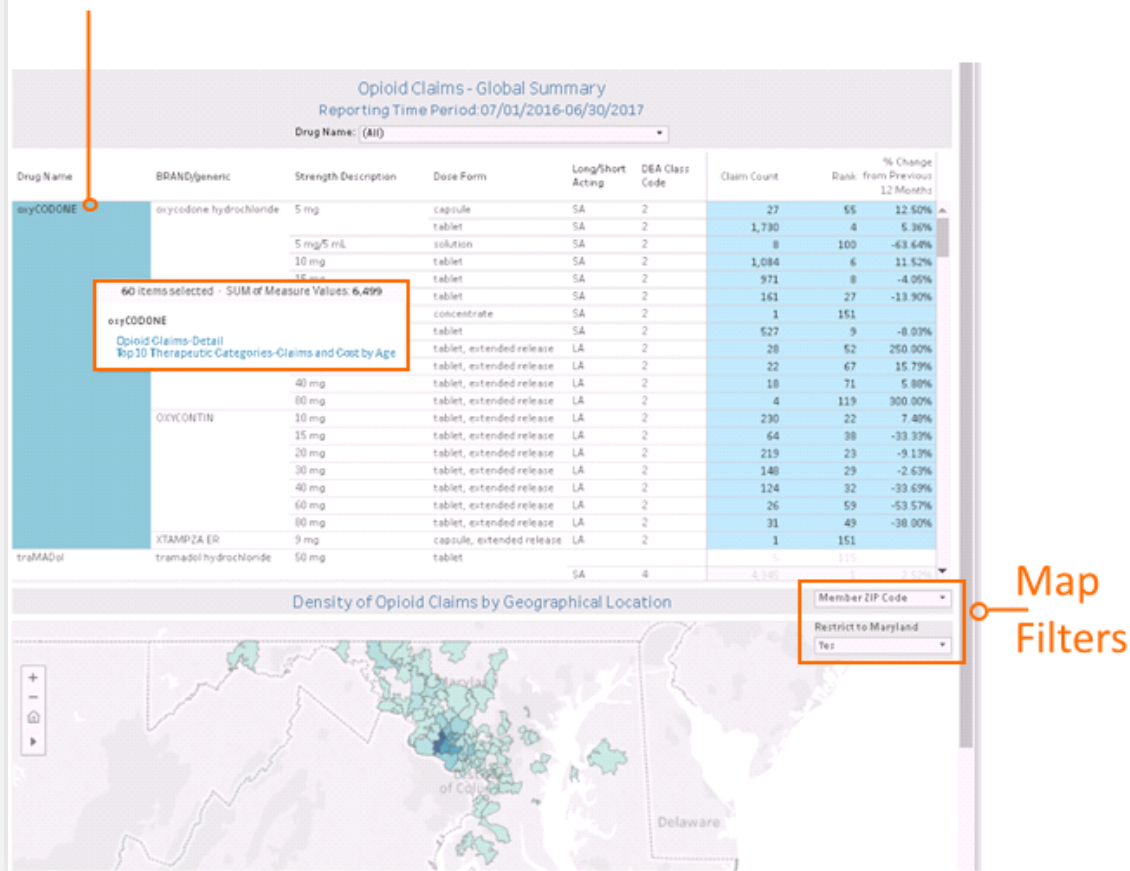 Opioid Claims - Global Summary
Reporting Time Period:07/01/2016-06/30/2017
Drug Name: (All)
Drug Name BRAND/generic Strength Description Dose Form Long/Short Acting DEA Class Code Claim Count Rank % Change from Previous 12 Months
oxyCODONE oxycodone hydrochloride 5 mg capsule SA 2 27 55 12.50%
tablet SA 2 1,730 4 5.36%
5 mg/5 mL solution SA 2 8 100 -63.64%
10 mg tablet SA 2 1,084 6 11.52%
15 mg tablet SA 2 971 8 -4.05%
tablet SA 2 161 27 -13.90%
concentrate SA 2 1 151
tablet SA 2 527 9 -8.03%
tablet, extended release LA 2 28 52 250.00%
tablet, extended release LA 2 22 67 15.79%
40 mg tablet, extended release LA 2 18 71 5.88%
80 mg tablet, extended release LA 2 4 119 300.00%
60 items selected · SUM of Measure Values: 6,499
oxyCODONE
Opioid Claims-Detail
Top 10 Therapeutic Categories-Claims and Cost by Age
OXYCONTIN 10 mg tablet, extended release LA 2 230 22 7.48%
15 mg tablet, extended release LA 2 64 38 -33.33%
20 mg tablet, extended release LA 2 219 23 -9.13%
30 mg tablet, extended release LA 2 148 29 -2.63%
40 mg tablet, extended release LA 2 124 32 -33.69%
60 mg tablet, extended release LA 2 26 59 -53.57%
80 mg tablet, extended release LA 2 31 49 -38.00%
XTAMPZA ER 9 mg capsule, extended release LA 2 1 151
traMADol tramadol hydrochloride 50 mg tablet 5 115
SA 4 4,345 1 2.52%
Density of Opioid Claims by Geographical Location
Member ZIP Code
Restrict to Maryland
Yes
Map
Filters
Maryland
District
of Colu
Delaware